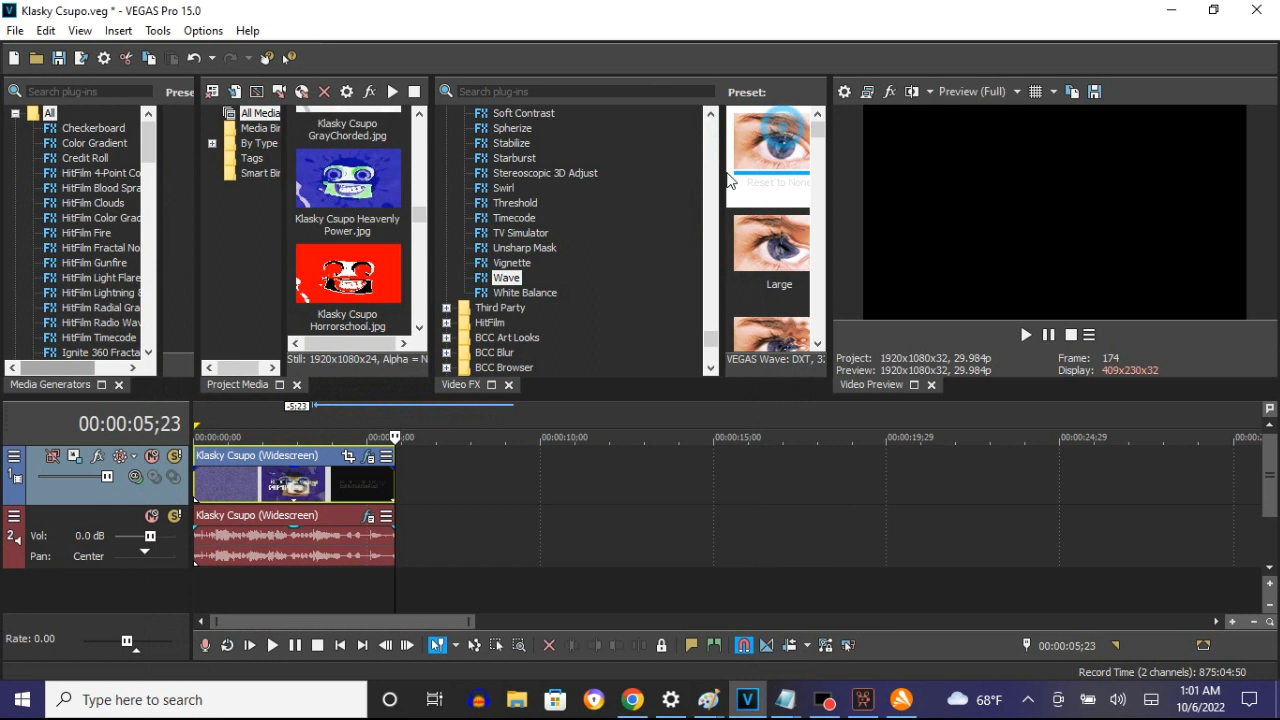 Klasky Csupo.veg * - VEGAS Pro 15.0
File Edit View Insert Tools Options Help
Search plug-ins
Prese
All
Checkerboard
Color Gradient
Credit Roll
HitFilm 4-Point Co
HitFilm Blood Spra
HitFilm Clouds
HitFilm Color Grad
HitFilm Fire
HitFilm Fractal No
HitFilm Gunfire
HitFilm Light Flare
HitFilm Lightning &
HitFilm Radial Gra
HitFilm Radio Wav
HitFilm Timecode
Ignite 360 Fracta
Media Generators
All Media
Media Bin
By Type
Tags
Smart Bin
Klasky Csupo
GrayChorded.jpg
Klasky Csupo Heavenly
Power.jpg
Klasky Csupo
Horrorschool.jpg
Still: 1920x1080x24, Alpha = N
Project Media
Search plug-ins
Preset:
Soft Contrast
Spherize
Stabilize
Starburst
Stereoscopic 3D Adjust
Swirl
Threshold
Timecode
TV Simulator
Unsharp Mask
Vignette
Wave
White Balance
Third Party
HitFilm
BCC Art Looks
BCC Blur
BCC Browser
Reset to None
Large
VEGAS Wave: DXT, 32
Video FX
Preview (Full)
Project: 1920x1080x32, 29.984p
Preview: 1920x1080x32, 29.984p
Frame: 174
Display: 409x230x32
Video Preview
00:00:05;23
-5;23
00:00:00;00
00:00:10;00
00:00:15;00
00:00:19;29
00:00:24;29
1
Klasky Csupo (Widescreen)
2
Klasky Csupo (Widescreen)
Vol: 0.0 dB
Pan: Center
Rate: 0.00
00:00:05;23
Record Time (2 channels): 875:04:50
Type here to search
68°F
1:01 AM
10/6/2022